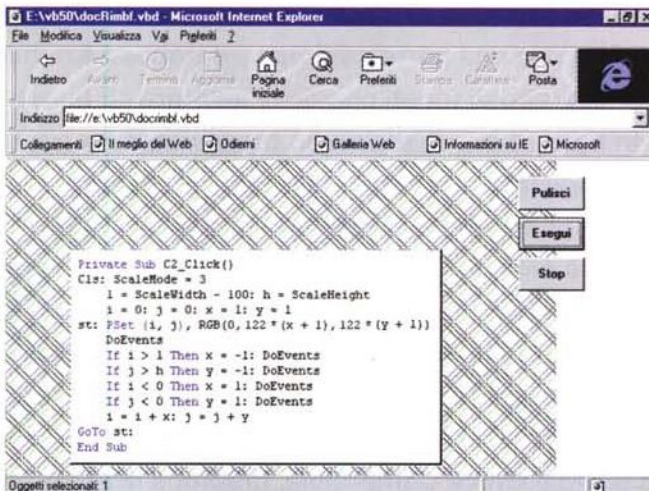 E:\vb50\docRimbf.vbd - Microsoft Internet Explorer
File Modifica Visualizza Vai Preferiti ?
Indietro Avanti Termina Aggiorna Pagina iniziale Cerca Preferiti Stampa Carattere Posta
Indirizzo file://e:\vb50\docrimbf.vbd
Collegamenti Il meglio del Web Odierni Galleria Web Informazioni su IE Microsoft
Pulisci
Esegui
Stop
Private Sub C2_Click()
Cls: ScaleMode = 3
l = ScaleWidth - 100: h = ScaleHeight
i = 0: j = 0: x = 1: y = 1
st: PSet (i, j), RGB(0, 122 * (x + 1), 122 * (y + 1))
DoEvents
If i > l Then x = -1: DoEvents
If j > h Then y = -1: DoEvents
If i < 0 Then x = 1: DoEvents
If j < 0 Then y = 1: DoEvents
i = i + x: j = j + y
GoTo st:
End Sub
Oggetti selezionati: 1